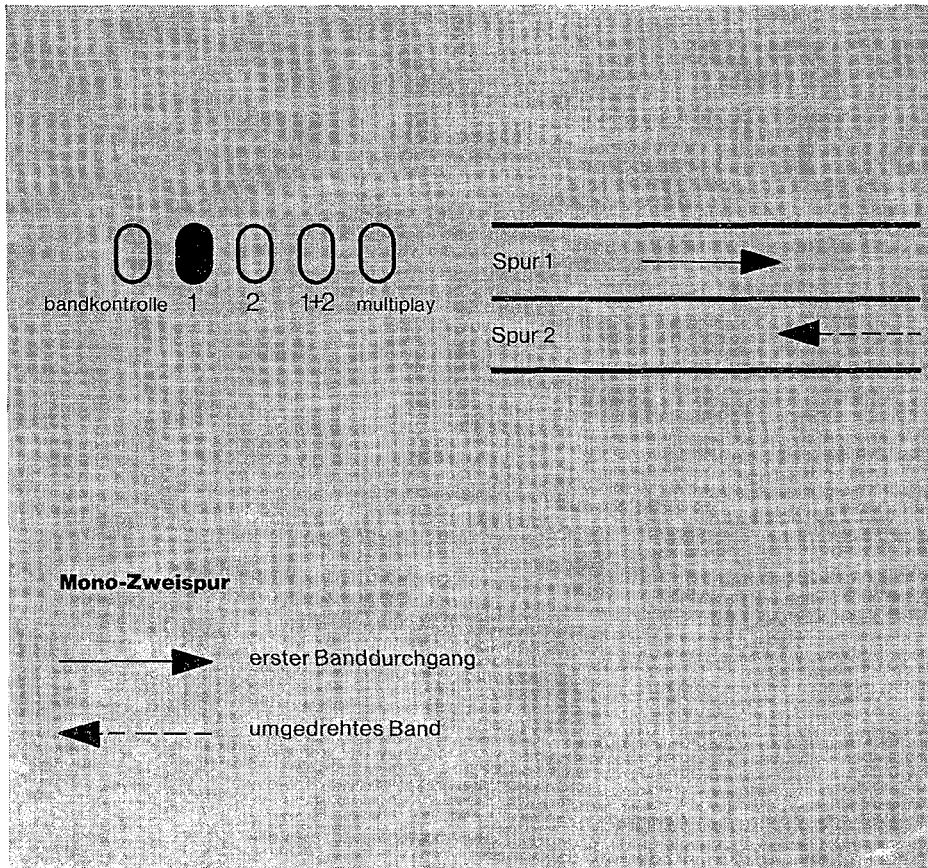 bandkontrolle 1 2 1+2 multiplay
Spur 1
Spur 2
Mono-Zweispur
erster Banddurchgang
umgedrehtes Band